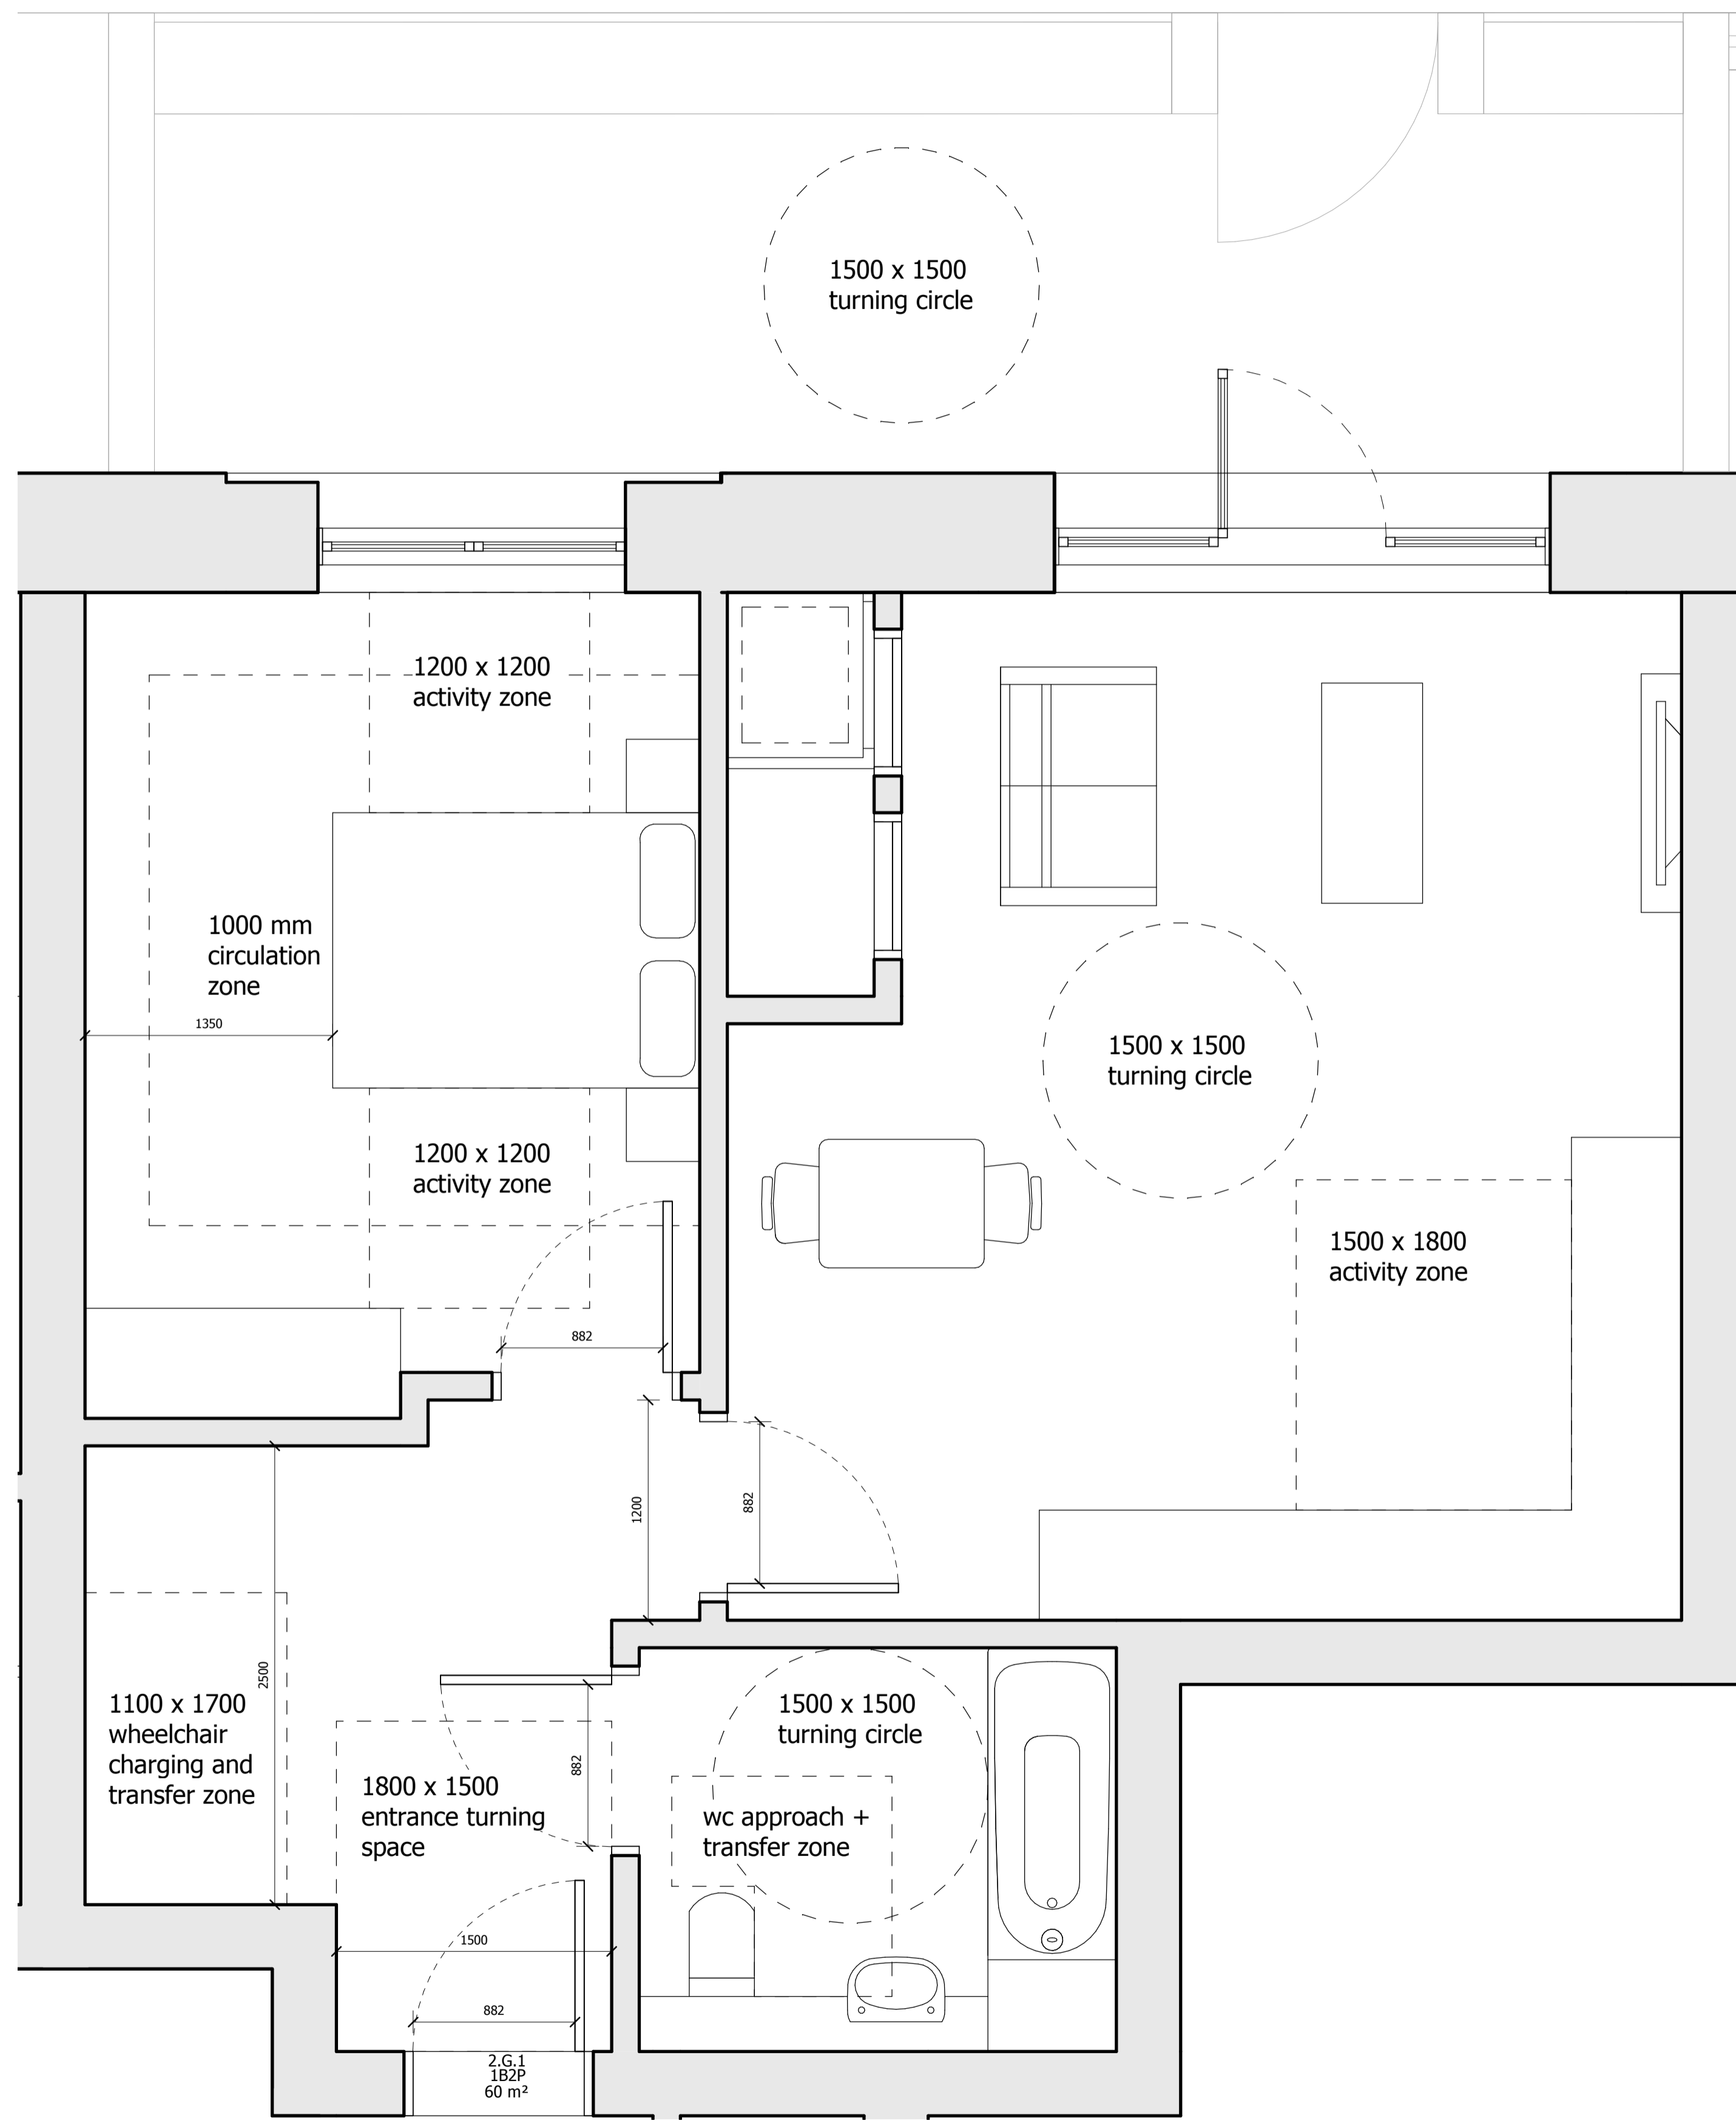 1500 x 1500
turning circle
1200 x 1200
activity zone
1000 mm
circulation
zone
1350
1500 x 1500
turning circle
1200 x 1200
activity zone
1500 x 1800
activity zone
882
1200
882
2500
1100 x 1700
wheelchair
charging and
transfer zone
1800 x 1500
entrance turning
space
882
1500 x 1500
turning circle
wc approach +
transfer zone
1500
882
2.G.1
1B2P
60 m²